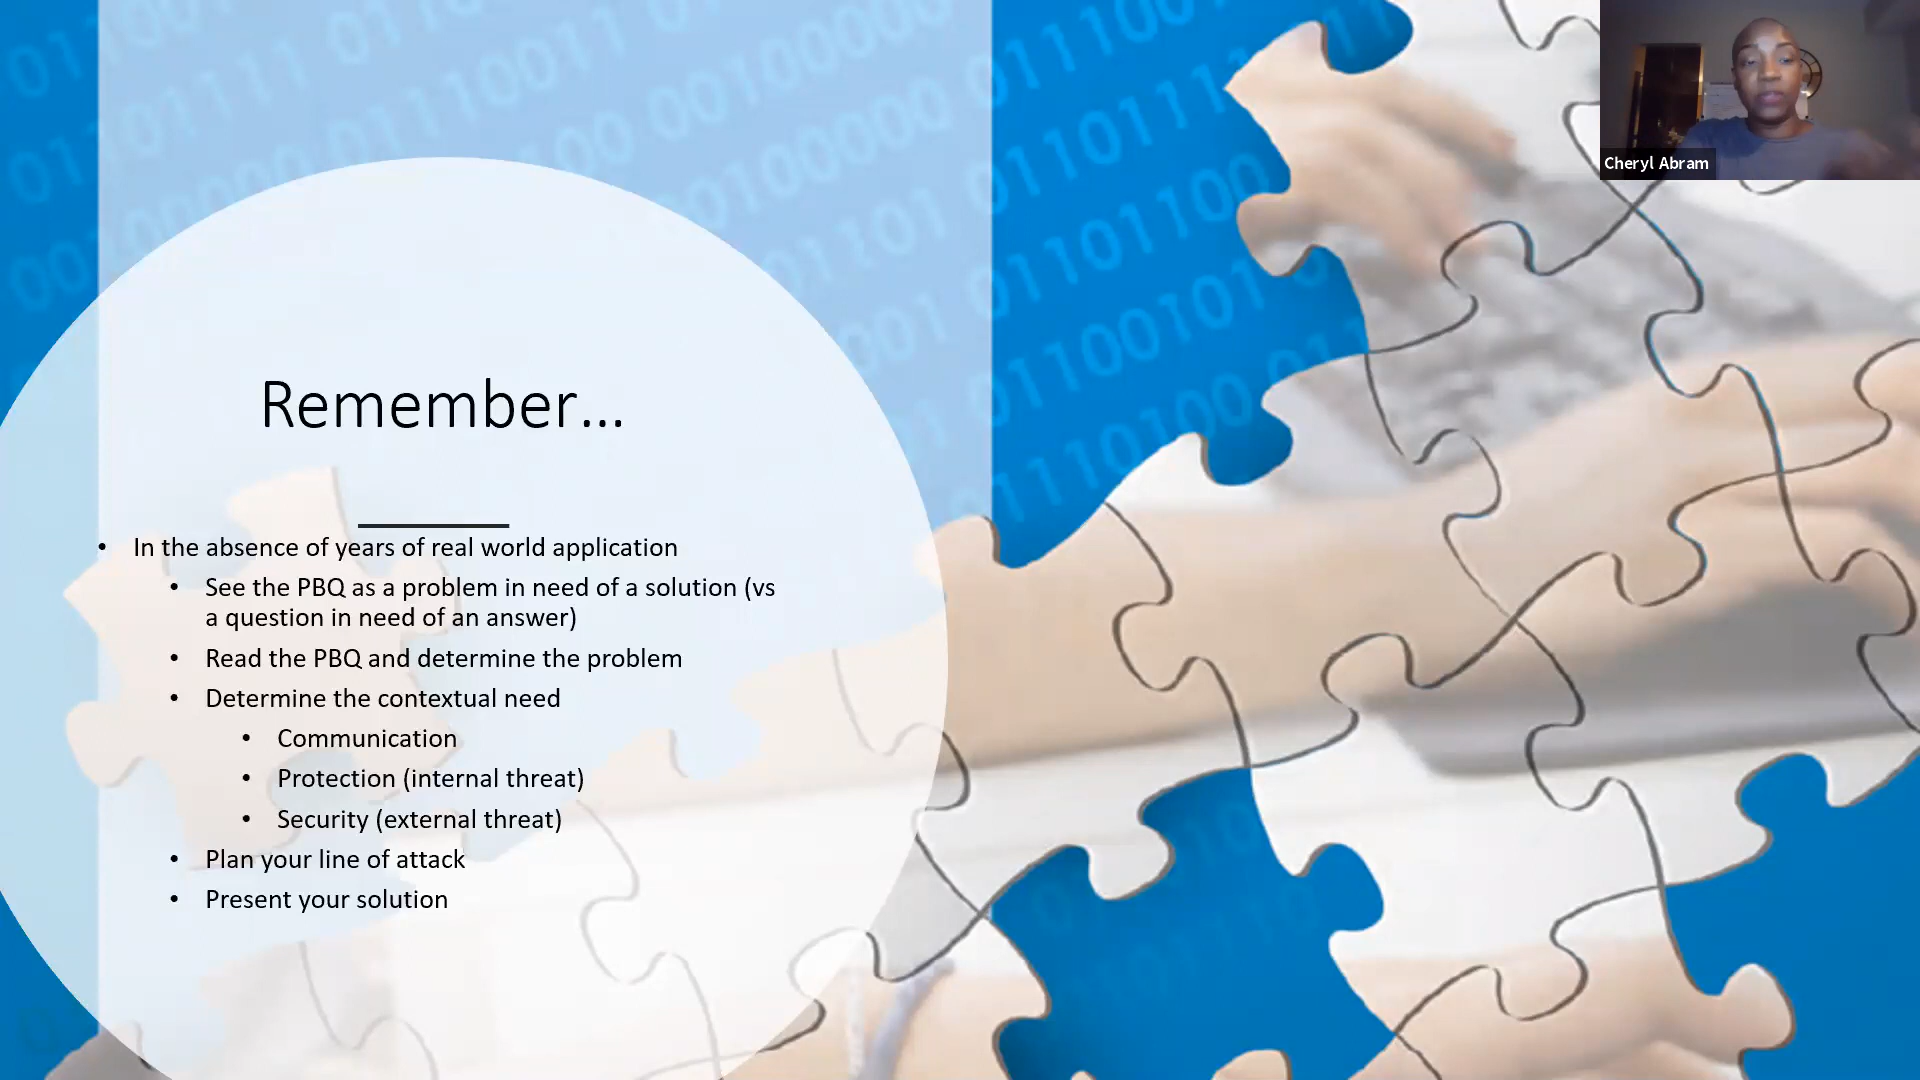 Cheryl Abram
Remember...
• In the absence of years of real world application
• See the PBQ as a problem in need of a solution (vs
a question in need of an answer)
• Read the PBQ and determine the problem
• Determine the contextual need
• Communication
• Protection (internal threat)
• Security (external threat)
• Plan your line of attack
• Present your solution